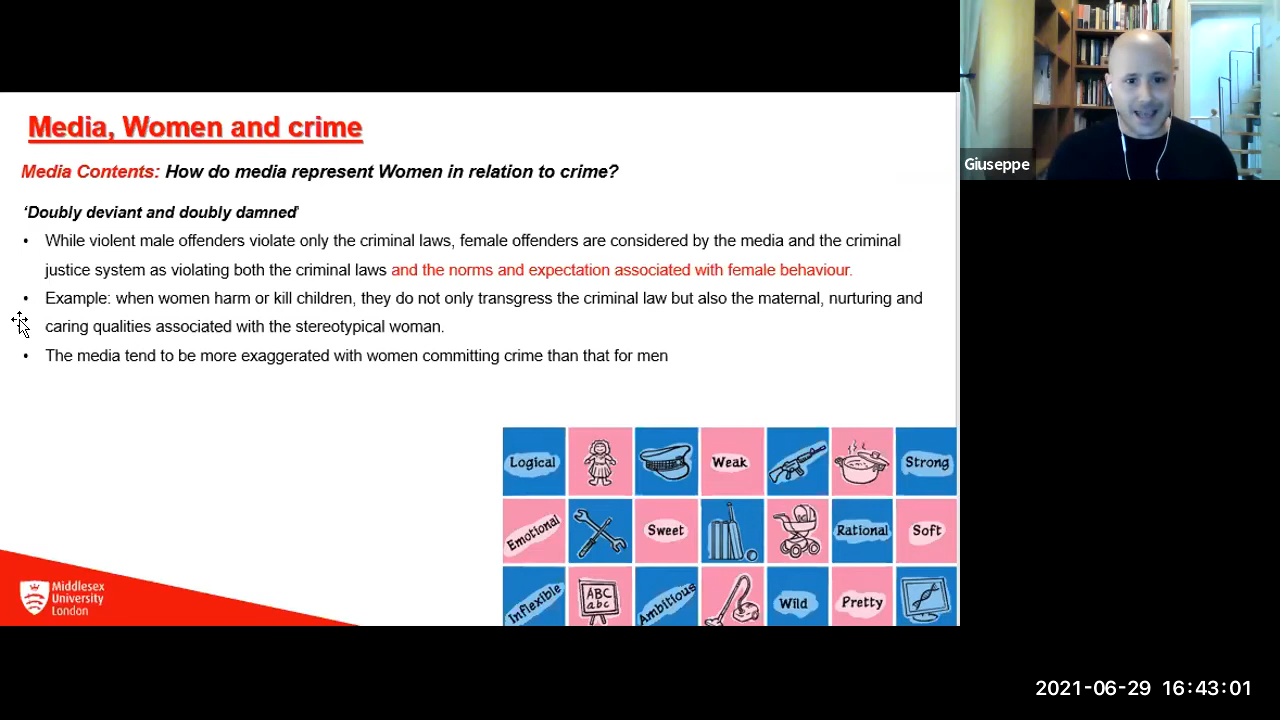 Media, Women and crime
Media Contents: How do media represent Women in relation to crime?
‘Doubly deviant and doubly damned'
• While violent male offenders violate only the criminal laws, female offenders are considered by the media and the criminal
justice system as violating both the criminal laws and the norms and expectation associated with female behaviour.
• Example: when women harm or kill children, they do not only transgress the criminal law but also the maternal, nurturing and
caring qualities associated with the stereotypical woman.
• The media tend to be more exaggerated with women committing crime than that for men
Logical
Weak
Strong
Emotional
Sweet
Rational
Soft
Inflexible
ABC
abc
Ambitious
Wild
Pretty
Middlesex
University
London
Giuseppe
2021-06-29 16:43:01